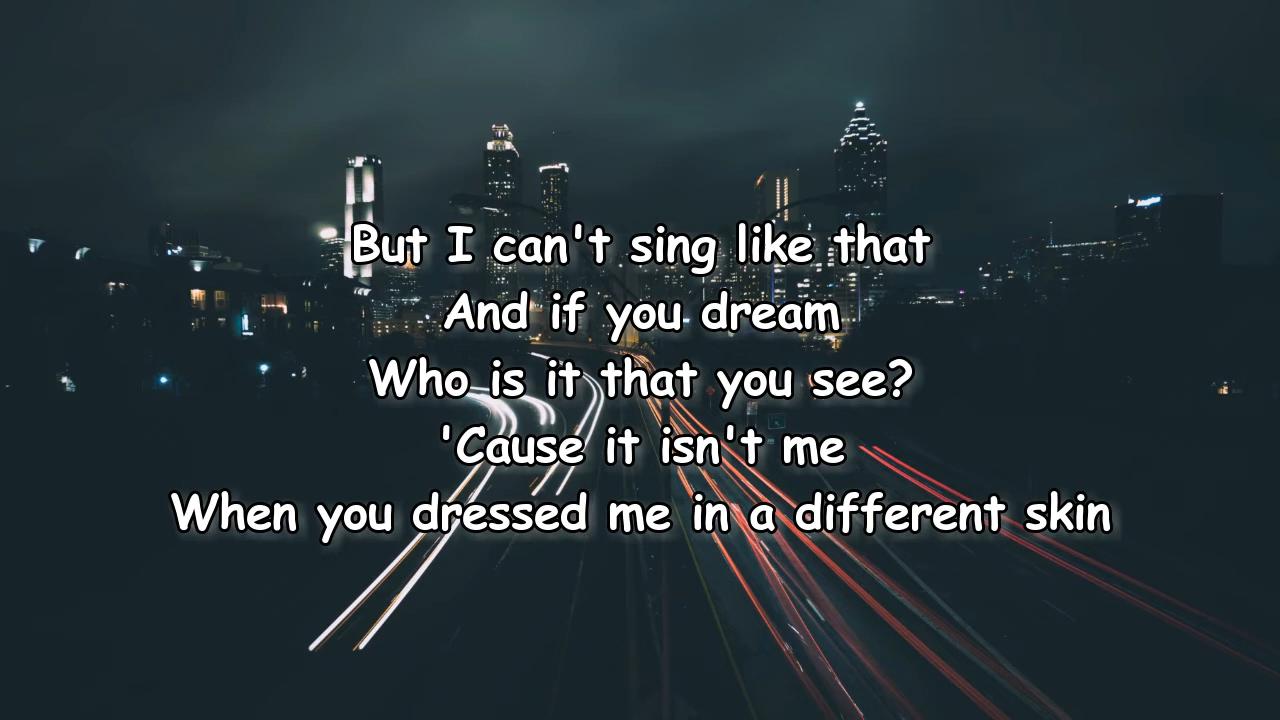 But I can't sing like that
And if you dream
Who is it that you see?
'Cause it isn't me
When you dressed me in a different skin